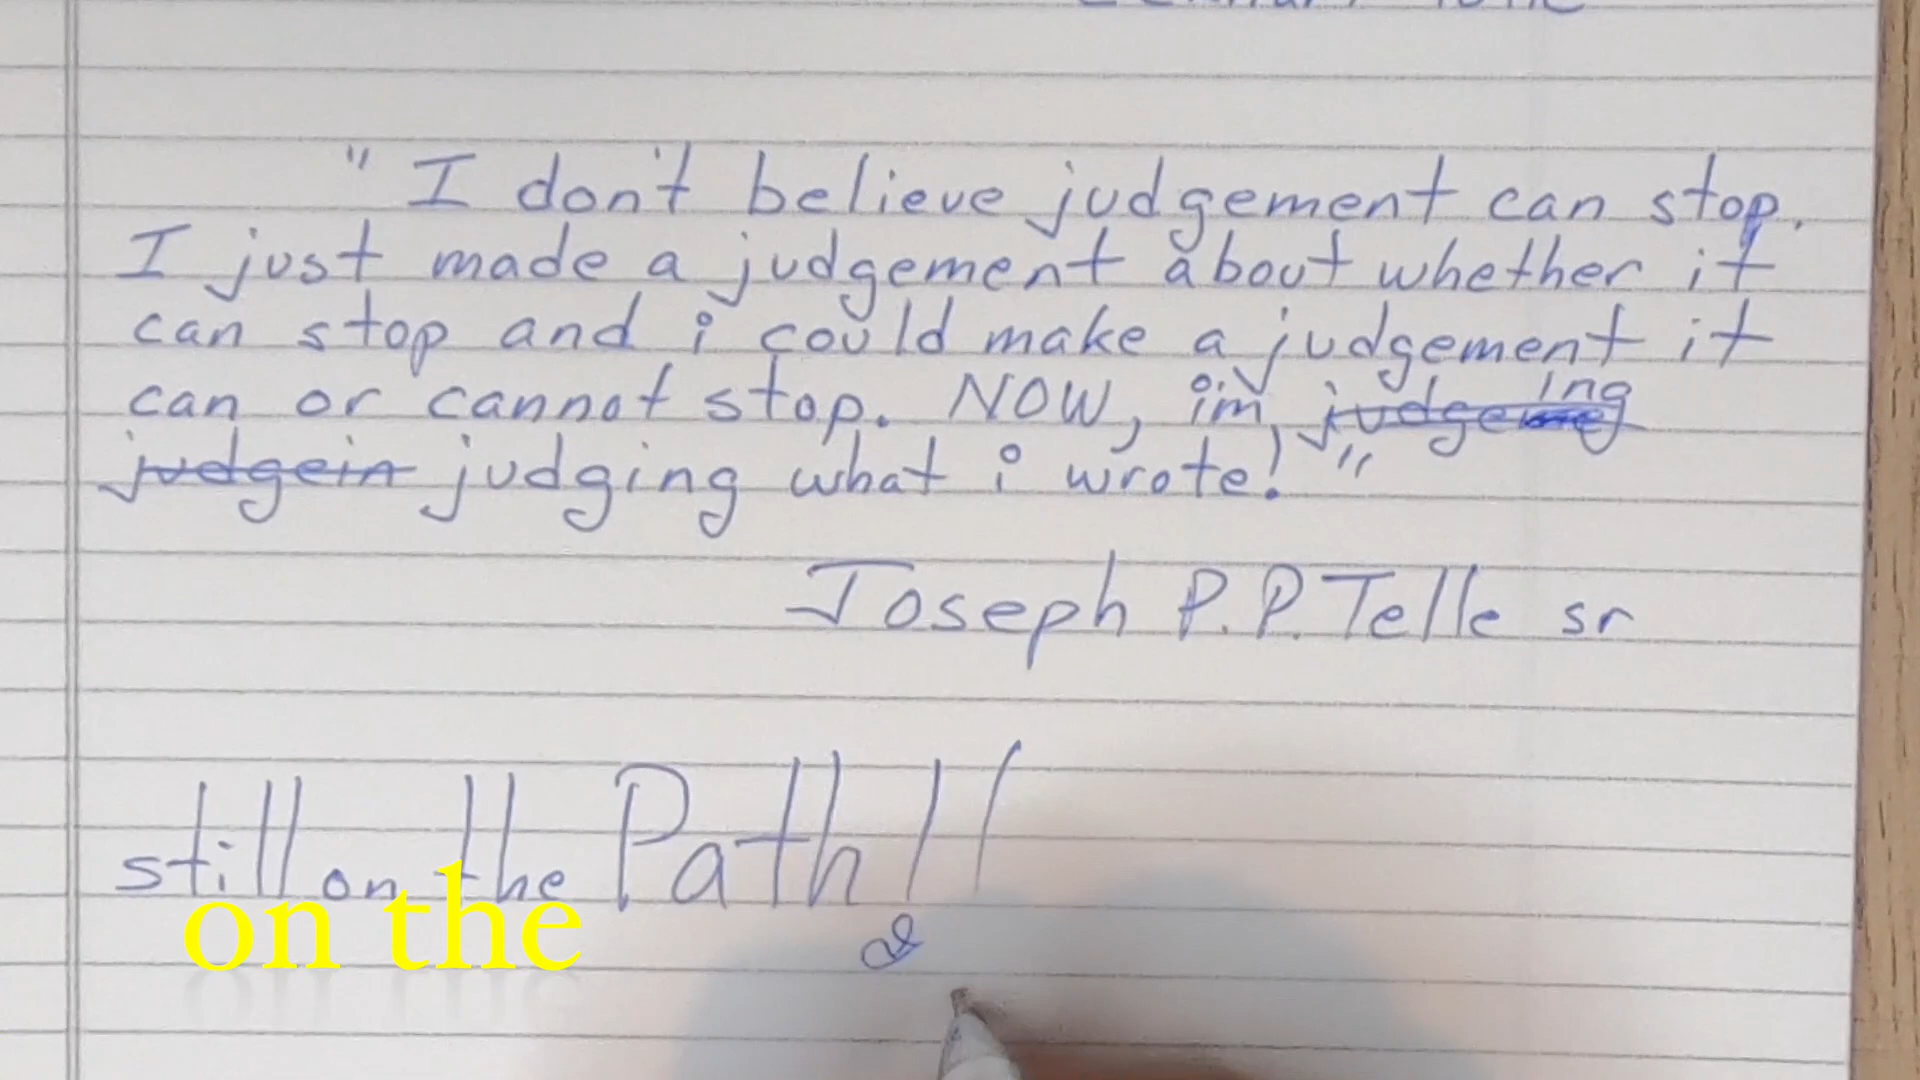 " I don't believe judgement can stop.
I just made a judgement about whether it
can stop and i could make a judgement it
can or cannot stop. NOW, im judgeing
judgein judging what i wrote! "
Joseph P.P. Telle sr
still on the Path!!
on the